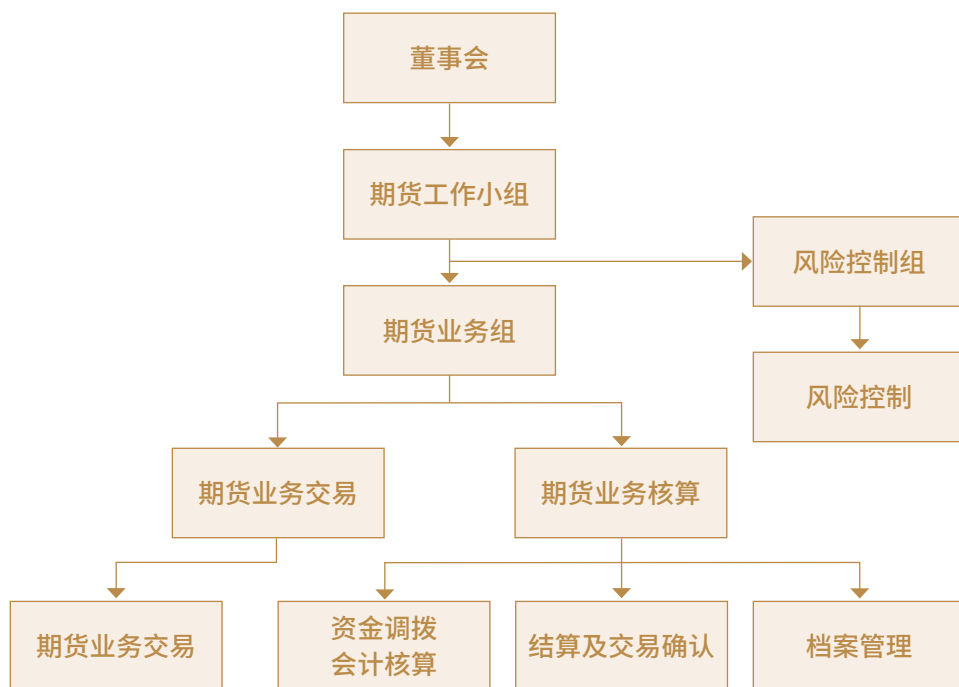 董事会
期货工作小组
风险控制组
期货业务组
风险控制
期货业务交易
期货业务核算
期货业务交易
资金调拨
会计核算
结算及交易确认
档案管理